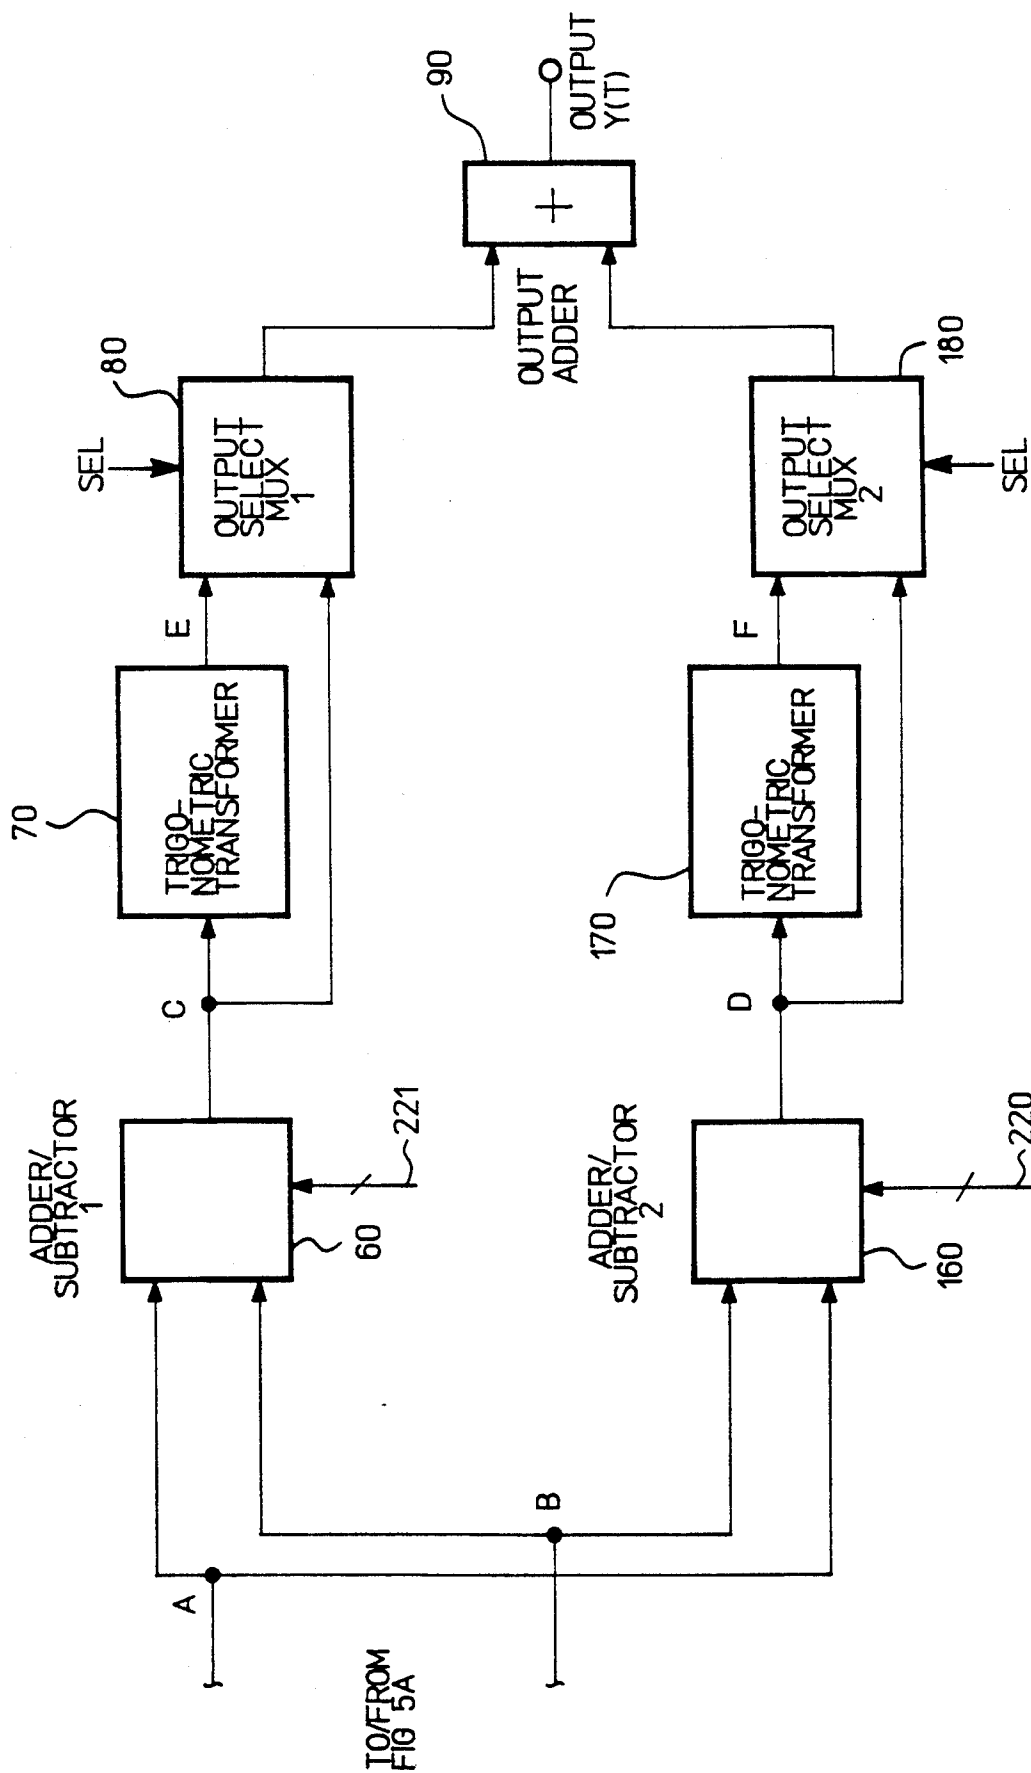 TO/FROM
FIG 5A
A
B
ADDER/
SUBTRACTOR
1
60
221
C
70
TRIGO-
NOMETRIC
TRANSFORMER
E
SEL
80
OUTPUT
SELECT
MUX
1
ADDER/
SUBTRACTOR
2
160
220
D
170
TRIGO-
NOMETRIC
TRANSFORMER
F
OUTPUT
SELECT
MUX
2
180
SEL
OUTPUT
ADDER
+
90
OUTPUT
Y(T)